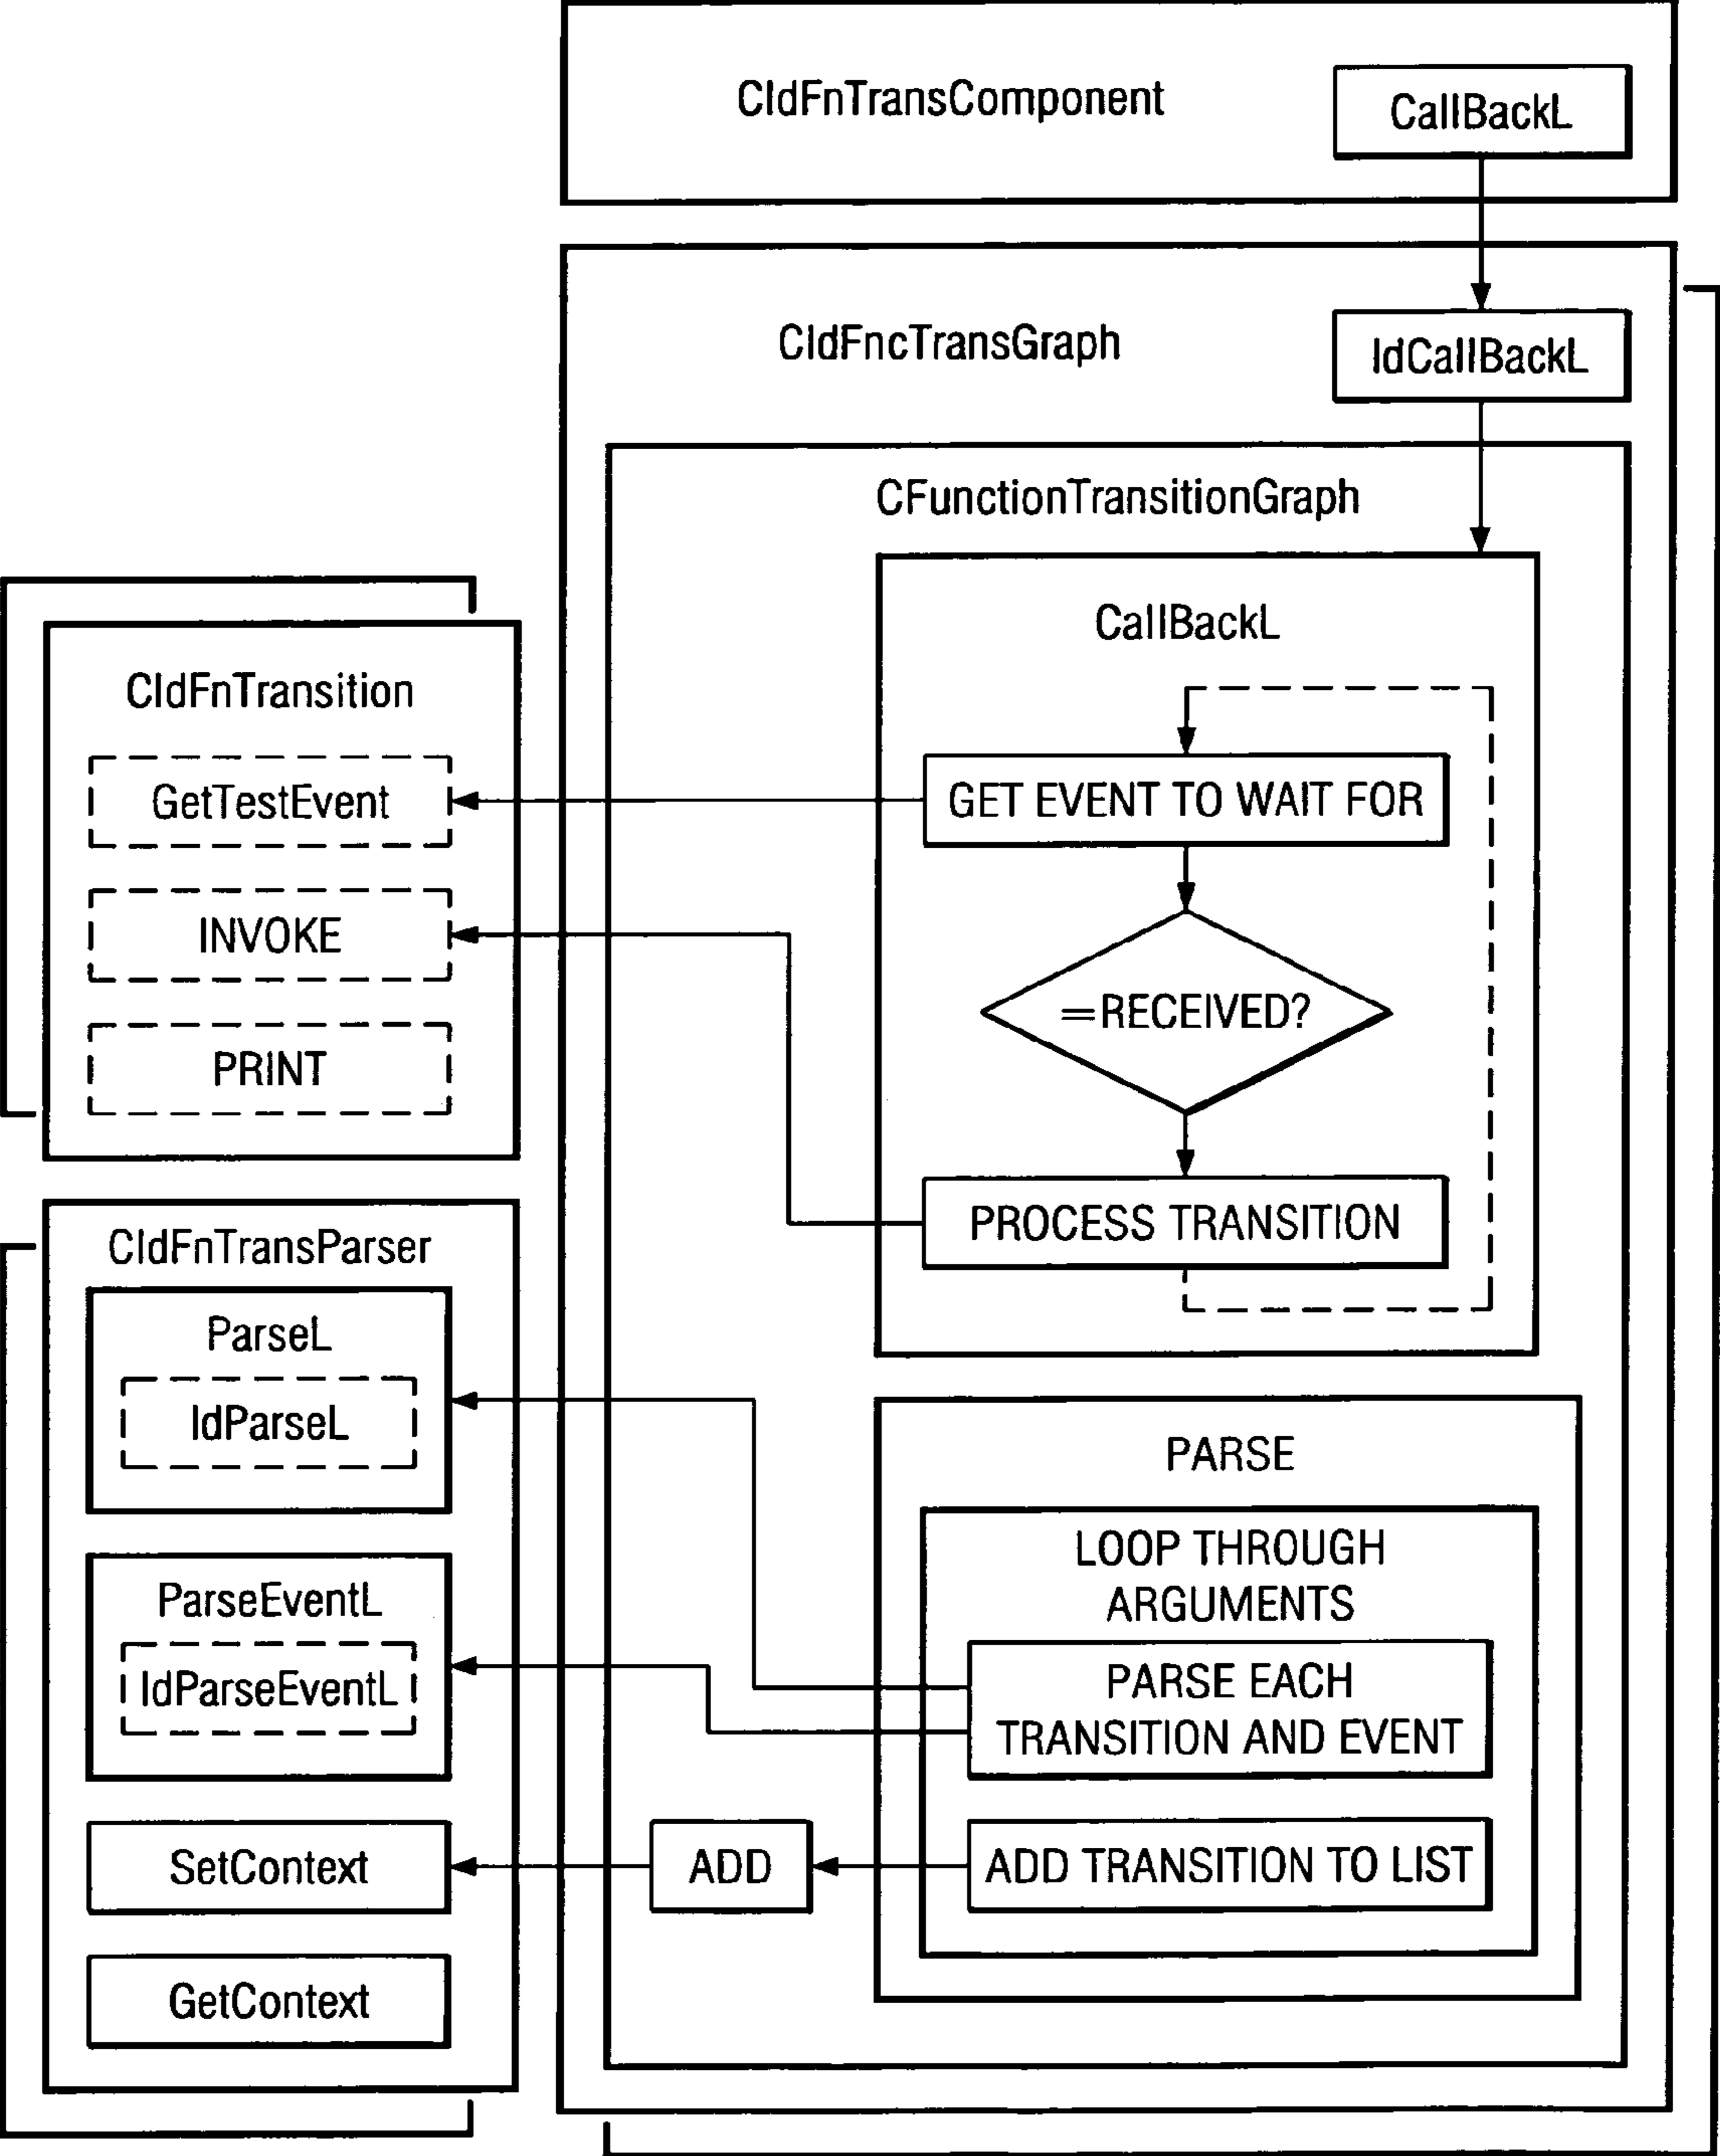 CIdFnTransComponent
CallBackL
CIdFncTransGraph
IdCallBackL
CFunctionTransitionGraph
CallBackL
GET EVENT TO WAIT FOR
=RECEIVED?
PROCESS TRANSITION
CIdFnTransition
GetTestEvent
INVOKE
PRINT
CIdFnTransParser
ParseL
IdParseL
ParseEventL
IdParseEventL
SetContext
GetContext
PARSE
LOOP THROUGH
ARGUMENTS
PARSE EACH
TRANSITION AND EVENT
ADD
ADD TRANSITION TO LIST